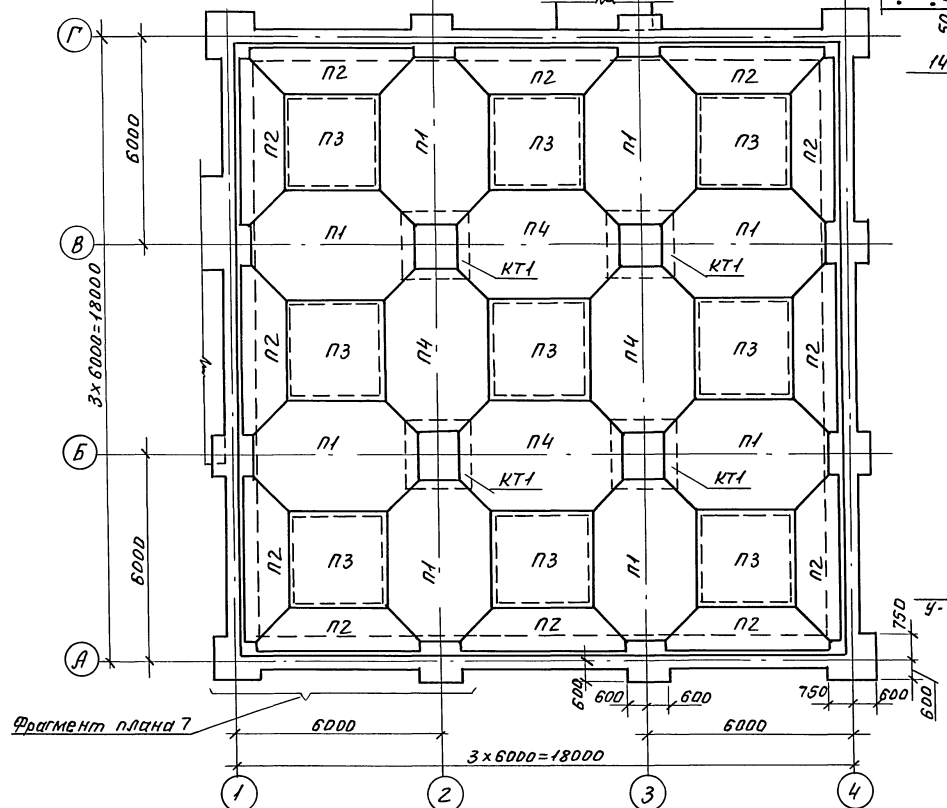 50
14
Г
П2 П2 П2
6000
П2 П3 П1 П3 П1 П3 П2
В
П1 П4 П1
КТ1 КТ1
3×6000=18000
П2 П3 П4 П3 П4 П3 П2
Б
П1 П4 П1
КТ1 КТ1
6000
П2 П3 П1 П3 П1 П3 П2
У-
750
П2 П2 П2
А
600 600 600 750 600 600
Фрагмент плана 7
6000 6000
3×6000=18000
1 2 3 4